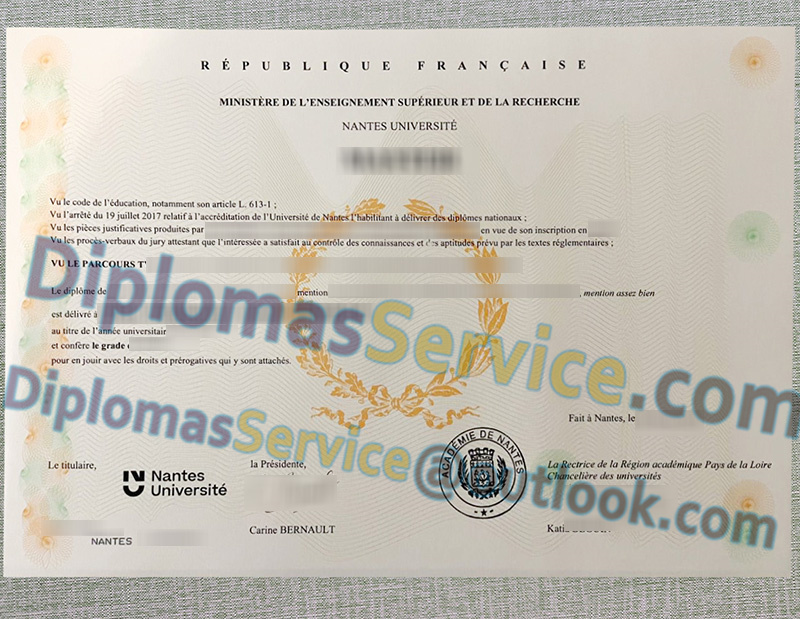 RÉPUBLIQUE FRANÇAISE
MINISTÈRE DE L'ENSEIGNEMENT SUPÉRIEUR ET DE LA RECHERCHE
NANTES UNIVERSITÉ
Vu le code de l'éducation, notamment son article L. 613-1 ;
Vu l'arrêté du 19 juillet 2017 relatif à l'accréditation de l'Université de Nantes l'habilitant à délivrer des diplômes nationaux ;
Vu les pièces justificatives produites par en vue de son inscription en
Vu les procès-verbaux du jury attestant que l'intéressée a satisfait au contrôle des connaissances et des aptitudes prévu par les textes réglementaires ;
VU LE PARCOURS T'
Le diplôme de mention , mention assez bien
est délivré à
au titre de l'année universitair
et confère le grade
pour en jouir avec les droits et prérogatives qui y sont attachés.
DiplomasService.com
DiplomasService@outlook.com
Fait à Nantes, le
Le titulaire,
Nantes Université
la Présidente,
ACADÉMIE DE NANTES
La Rectrice de la Région académique Pays de la Loire
Chancelière des universités
Carine BERNAULT
Kati
NANTES